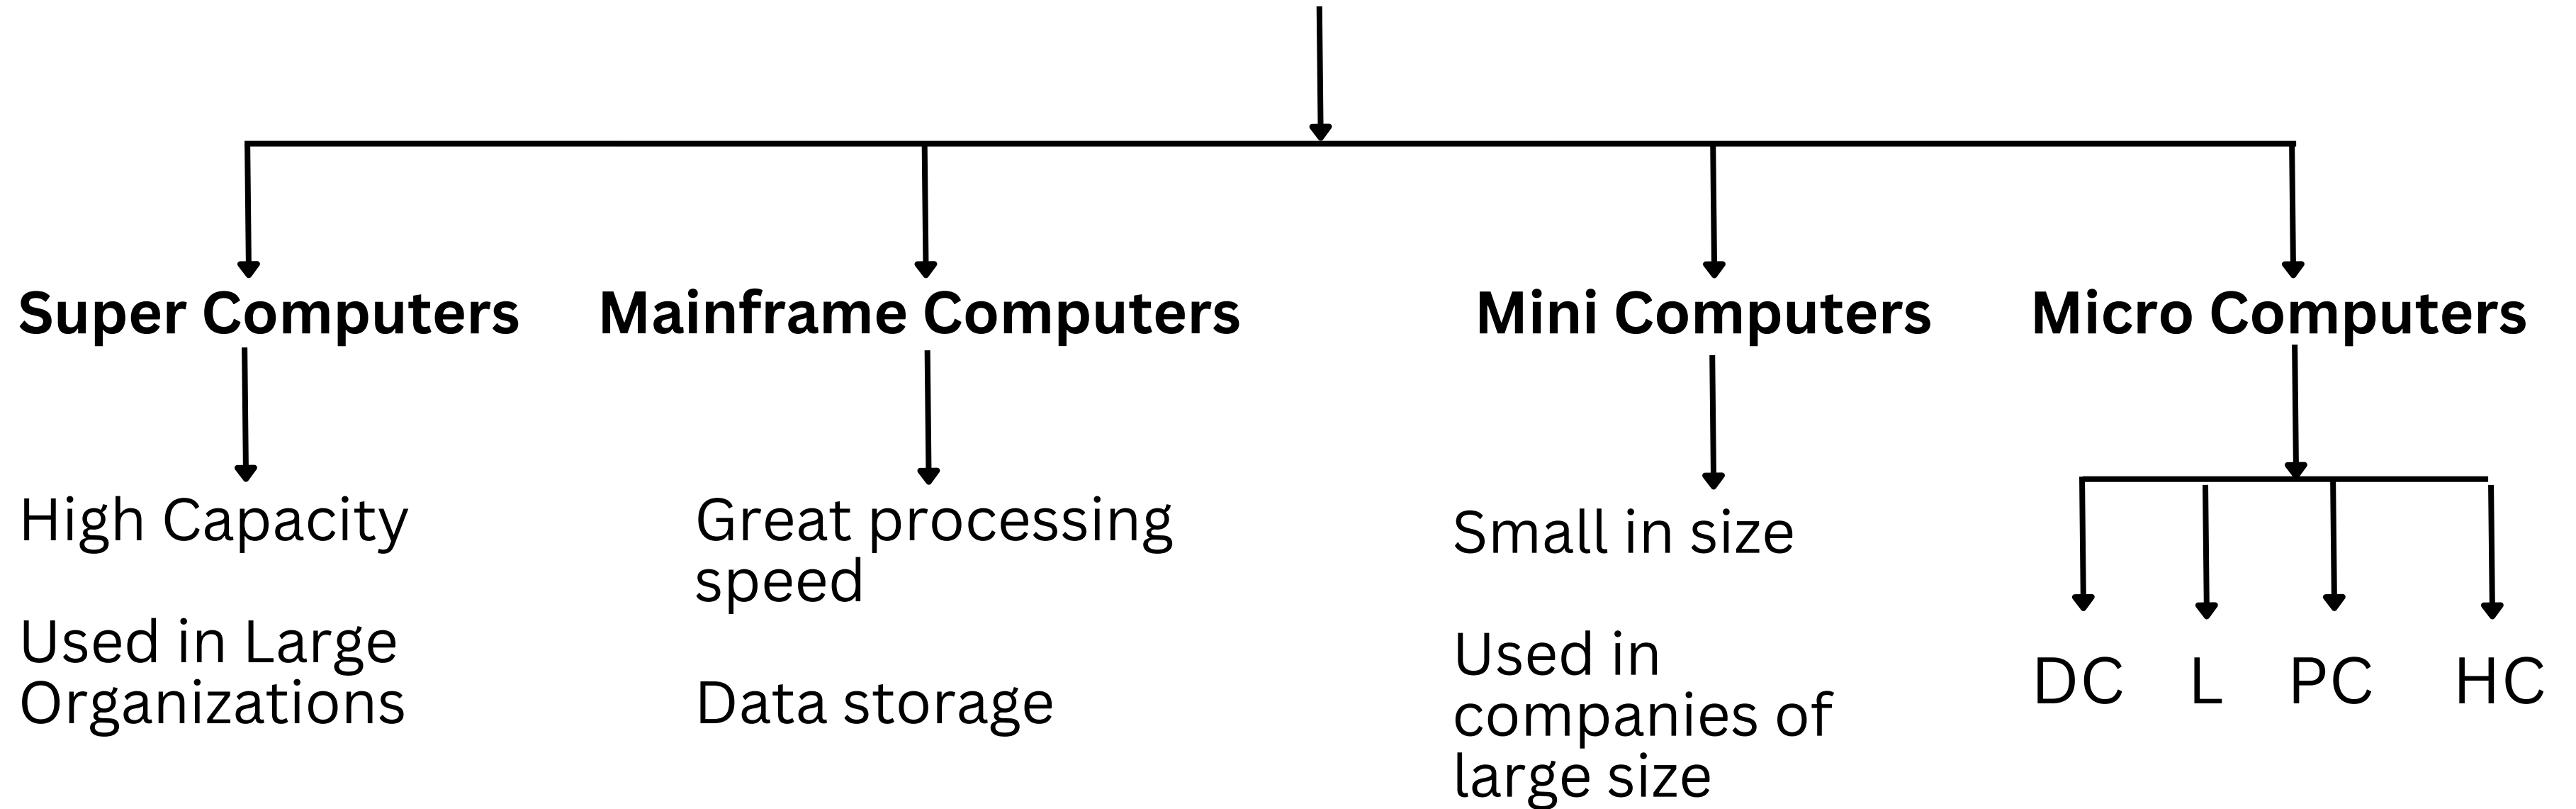 Super Computers
Mainframe Computers
Mini Computers
Micro Computers
High Capacity
Used in Large
Organizations
Great processing
speed
Data storage
Small in size
Used in
companies of
large size
DC
L
PC
HC